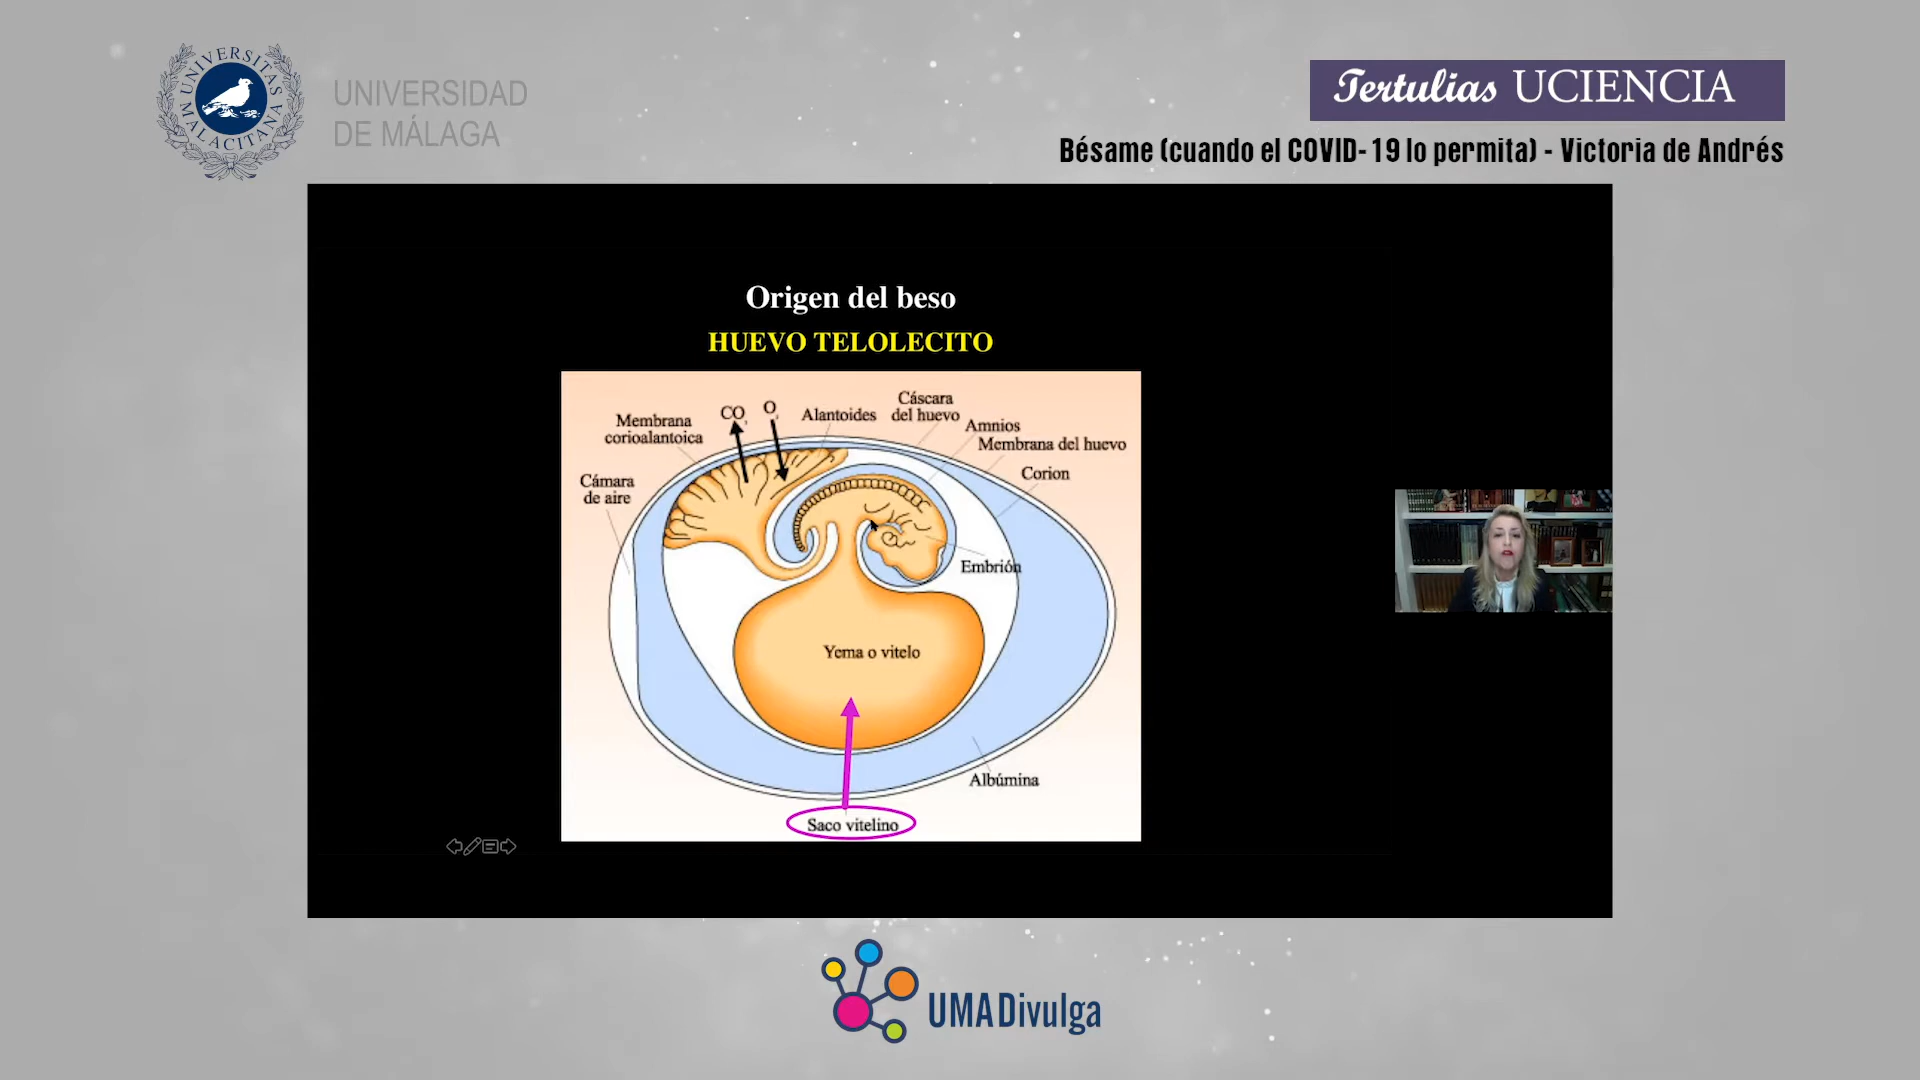 UNIVERSITAS MALACITANA
UNIVERSIDAD
DE MÁLAGA
Tertulias UCIENCIA
Bésame (cuando el COVID-19 lo permita) - Victoria de Andrés
Origen del beso
HUEVO TELOLECITO
Membrana
corioalantoica
CO₂
O₂
Alantoides
Cáscara
del huevo
Amnios
Membrana del huevo
Corion
Cámara
de aire
Embrión
Yema o vitelo
Albúmina
Saco vitelino
UMADivulga